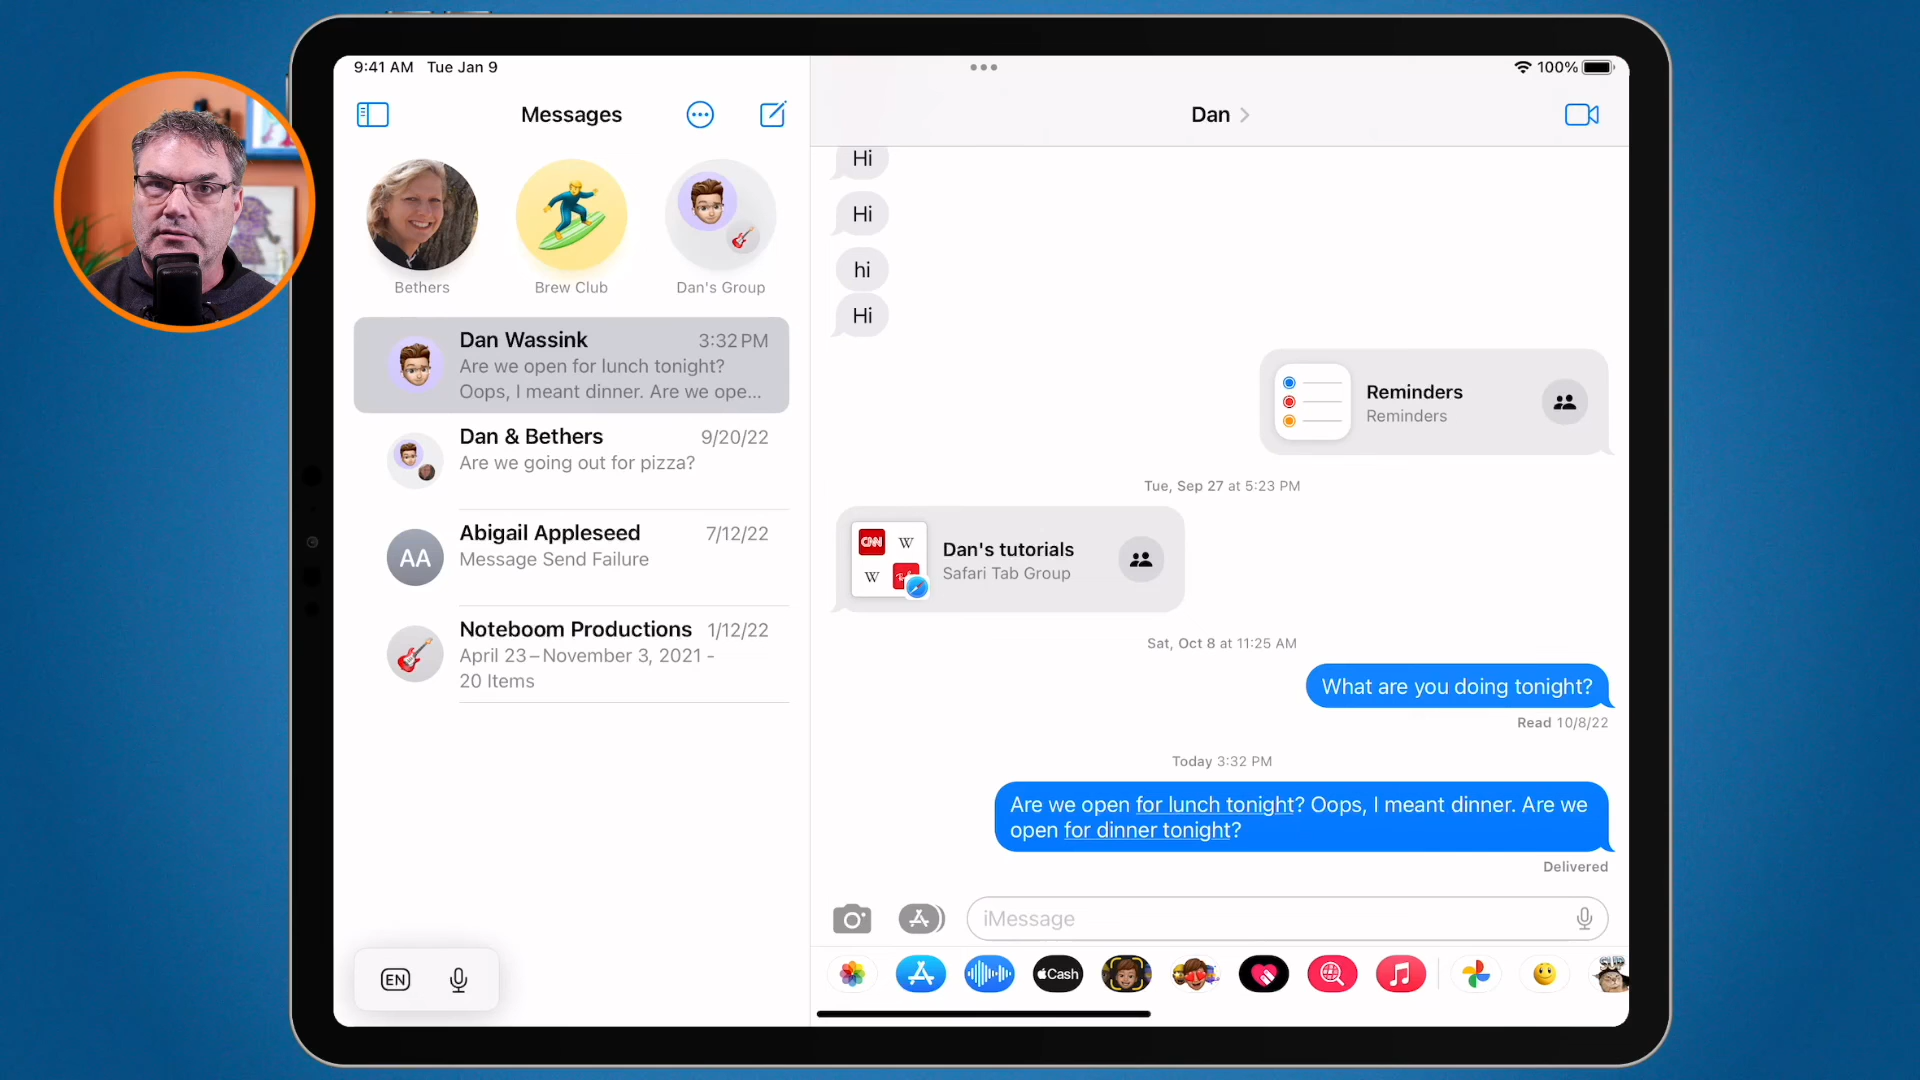 9:41 AM Tue Jan 9
100%
Messages
Bethers
Brew Club
Dan's Group
Dan Wassink
3:32 PM
Are we open for lunch tonight?
Oops, I meant dinner. Are we ope...
Dan & Bethers
9/20/22
Are we going out for pizza?
AA
Abigail Appleseed
7/12/22
Message Send Failure
Noteboom Productions
1/12/22
April 23–November 3, 2021 -
20 Items
EN
Dan
Hi
Hi
hi
Hi
Reminders
Reminders
Tue, Sep 27 at 5:23 PM
CNN
W
W
Dan's tutorials
Safari Tab Group
Sat, Oct 8 at 11:25 AM
What are you doing tonight?
Read 10/8/22
Today 3:32 PM
Are we open for lunch tonight? Oops, I meant dinner. Are we
open for dinner tonight?
Delivered
iMessage
Cash
SUP